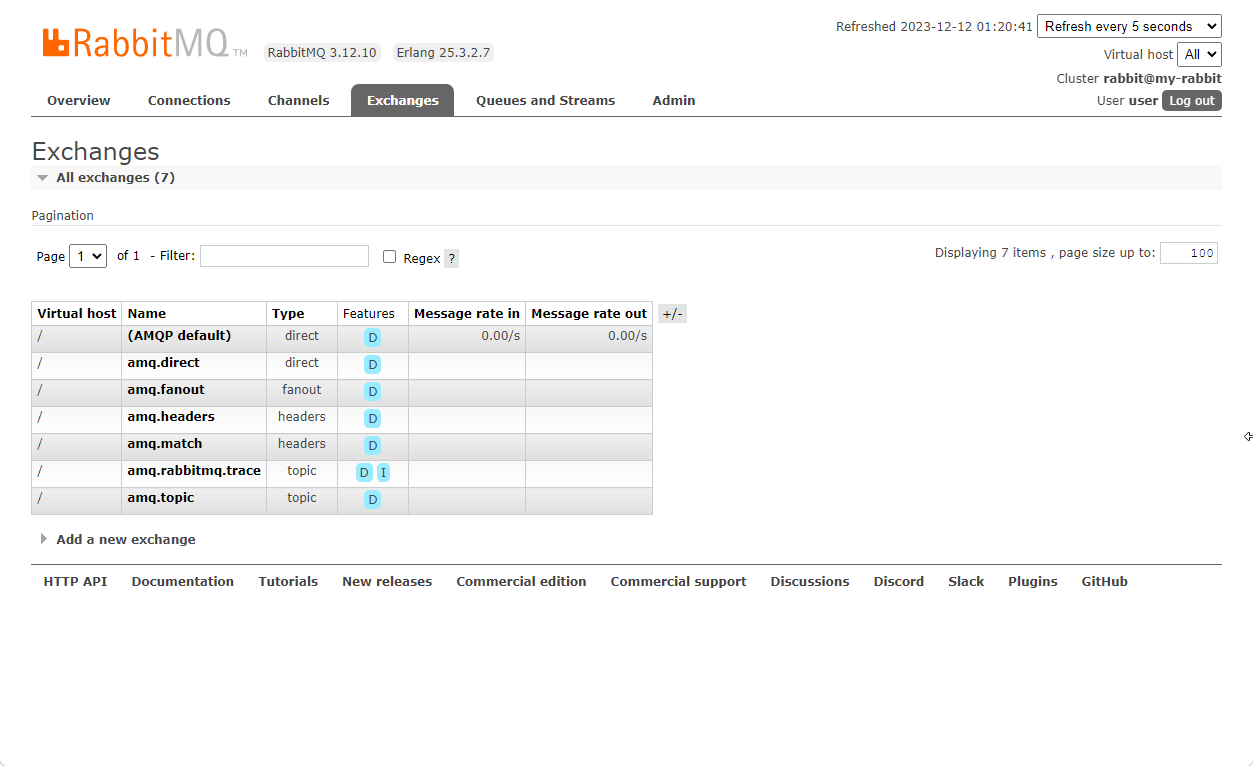 RabbitMQ TM RabbitMQ 3.12.10 Erlang 25.3.2.7
Refreshed 2023-12-12 01:20:41 Refresh every 5 seconds
Virtual host All
Cluster rabbit@my-rabbit
User user Log out
Overview Connections Channels Exchanges Queues and Streams Admin
Exchanges
All exchanges (7)
Pagination
Page 1 of 1 - Filter: Regex ? Displaying 7 items , page size up to: 100
Virtual host Name Type Features Message rate in Message rate out +/-
/ (AMQP default) direct D 0.00/s 0.00/s
/ amq.direct direct D
/ amq.fanout fanout D
/ amq.headers headers D
/ amq.match headers D
/ amq.rabbitmq.trace topic D I
/ amq.topic topic D
Add a new exchange
HTTP API Documentation Tutorials New releases Commercial edition Commercial support Discussions Discord Slack Plugins GitHub